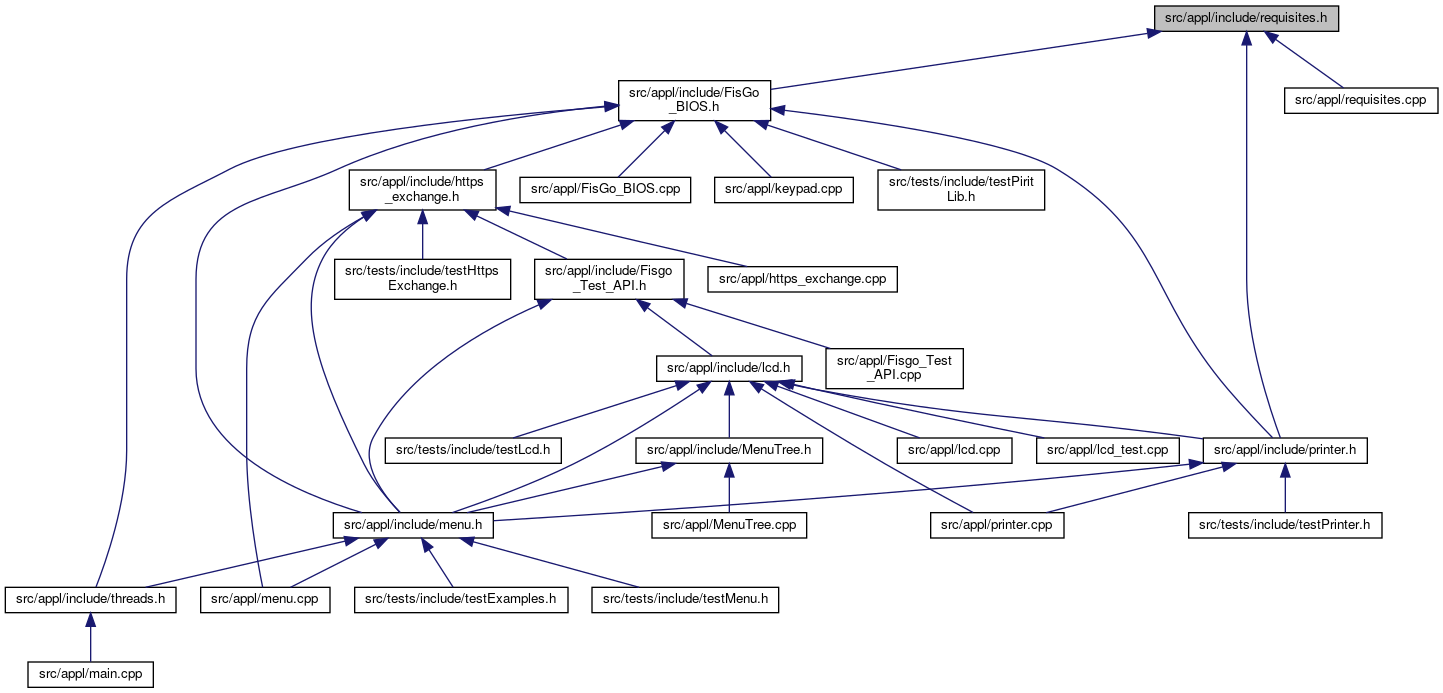 src/appl/include/requisites.h
src/appl/include/FisGo
_BIOS.h
src/appl/requisites.cpp
src/appl/include/https
_exchange.h
src/appl/FisGo_BIOS.cpp
src/appl/keypad.cpp
src/tests/include/testPirit
Lib.h
src/tests/include/testHttps
Exchange.h
src/appl/include/Fisgo
_Test_API.h
src/appl/https_exchange.cpp
src/appl/include/lcd.h
src/appl/Fisgo_Test
_API.cpp
src/tests/include/testLcd.h
src/appl/include/MenuTree.h
src/appl/lcd.cpp
src/appl/lcd_test.cpp
src/appl/include/printer.h
src/appl/include/menu.h
src/appl/MenuTree.cpp
src/appl/printer.cpp
src/tests/include/testPrinter.h
src/appl/include/threads.h
src/appl/menu.cpp
src/tests/include/testExamples.h
src/tests/include/testMenu.h
src/appl/main.cpp